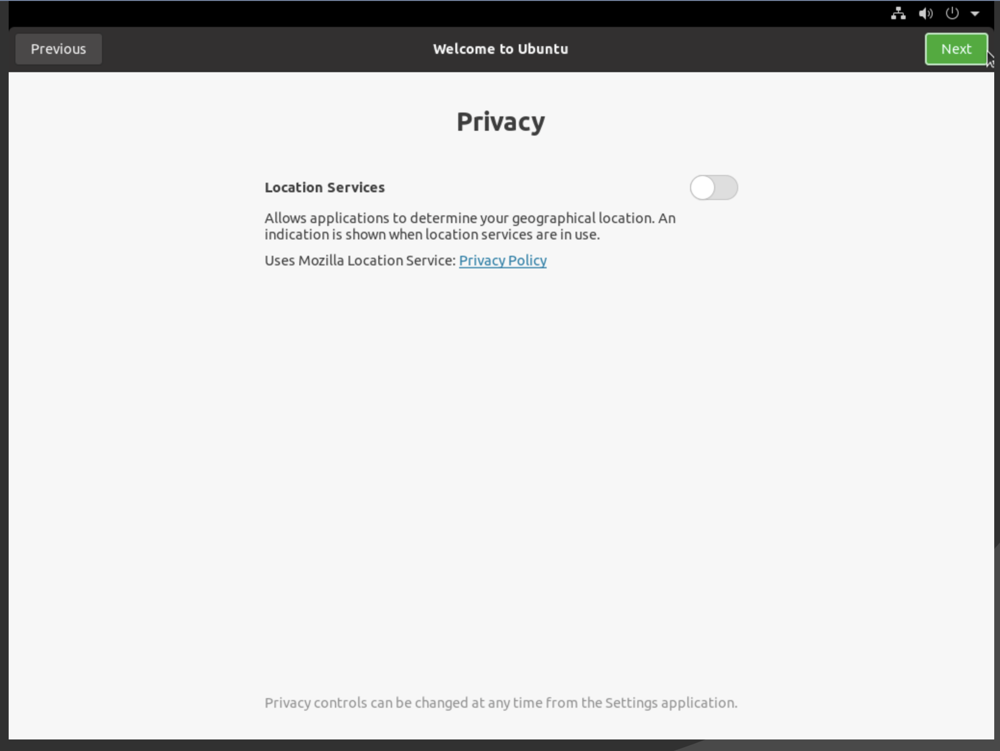 Previous
Welcome to Ubuntu
Next
Privacy
Location Services
Allows applications to determine your geographical location. An
indication is shown when location services are in use.
Uses Mozilla Location Service: Privacy Policy
Privacy controls can be changed at any time from the Settings application.